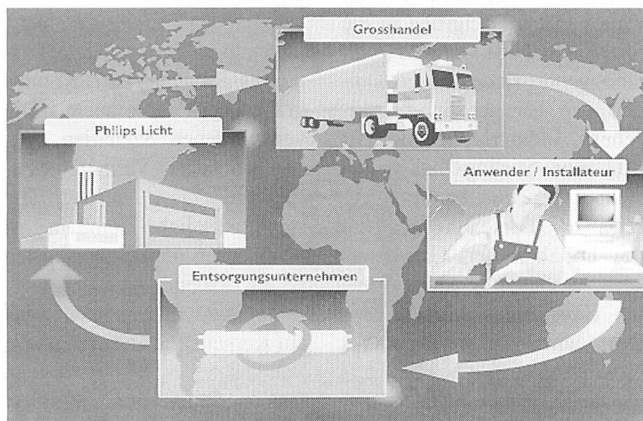 Grosshandel
Philips Licht
Anwender / Installateur
Entsorgungsunternehmen